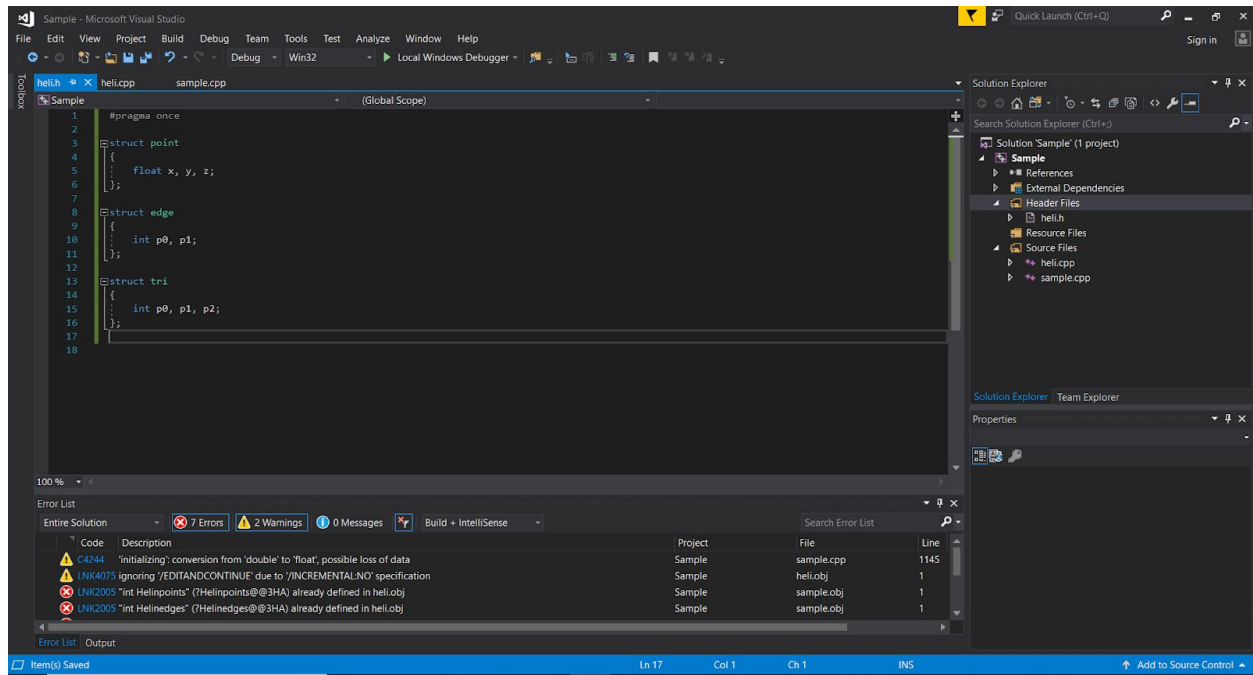 Sample - Microsoft Visual Studio
Quick Launch (Ctrl+Q)
File Edit View Project Build Debug Team Tools Test Analyze Window Help
Sign in
Debug Win32 Local Windows Debugger
Toolbox
heli.h heli.cpp sample.cpp
Sample (Global Scope)
1 #pragma once
2
3 struct point
4 {
5 float x, y, z;
6 };
7
8 struct edge
9 {
10 int p0, p1;
11 };
12
13 struct tri
14 {
15 int p0, p1, p2;
16 };
17
18
100 %
Solution Explorer
Search Solution Explorer (Ctrl+;)
Solution 'Sample' (1 project)
Sample
References
External Dependencies
Header Files
heli.h
Resource Files
Source Files
heli.cpp
sample.cpp
Solution Explorer Team Explorer
Properties
Error List
Entire Solution 7 Errors 2 Warnings 0 Messages Build + IntelliSense Search Error List
Code Description Project File Line
C4244 'initializing': conversion from 'double' to 'float', possible loss of data Sample sample.cpp 1145
LNK4075 ignoring '/EDITANDCONTINUE' due to '/INCREMENTAL:NO' specification Sample heli.obj 1
LNK2005 "int Helinpoints" (?Helinpoints@@3HA) already defined in heli.obj Sample sample.obj 1
LNK2005 "int Helinedges" (?Helinedges@@3HA) already defined in heli.obj Sample sample.obj 1
Error List Output
Item(s) Saved Ln 17 Col 1 Ch 1 INS Add to Source Control